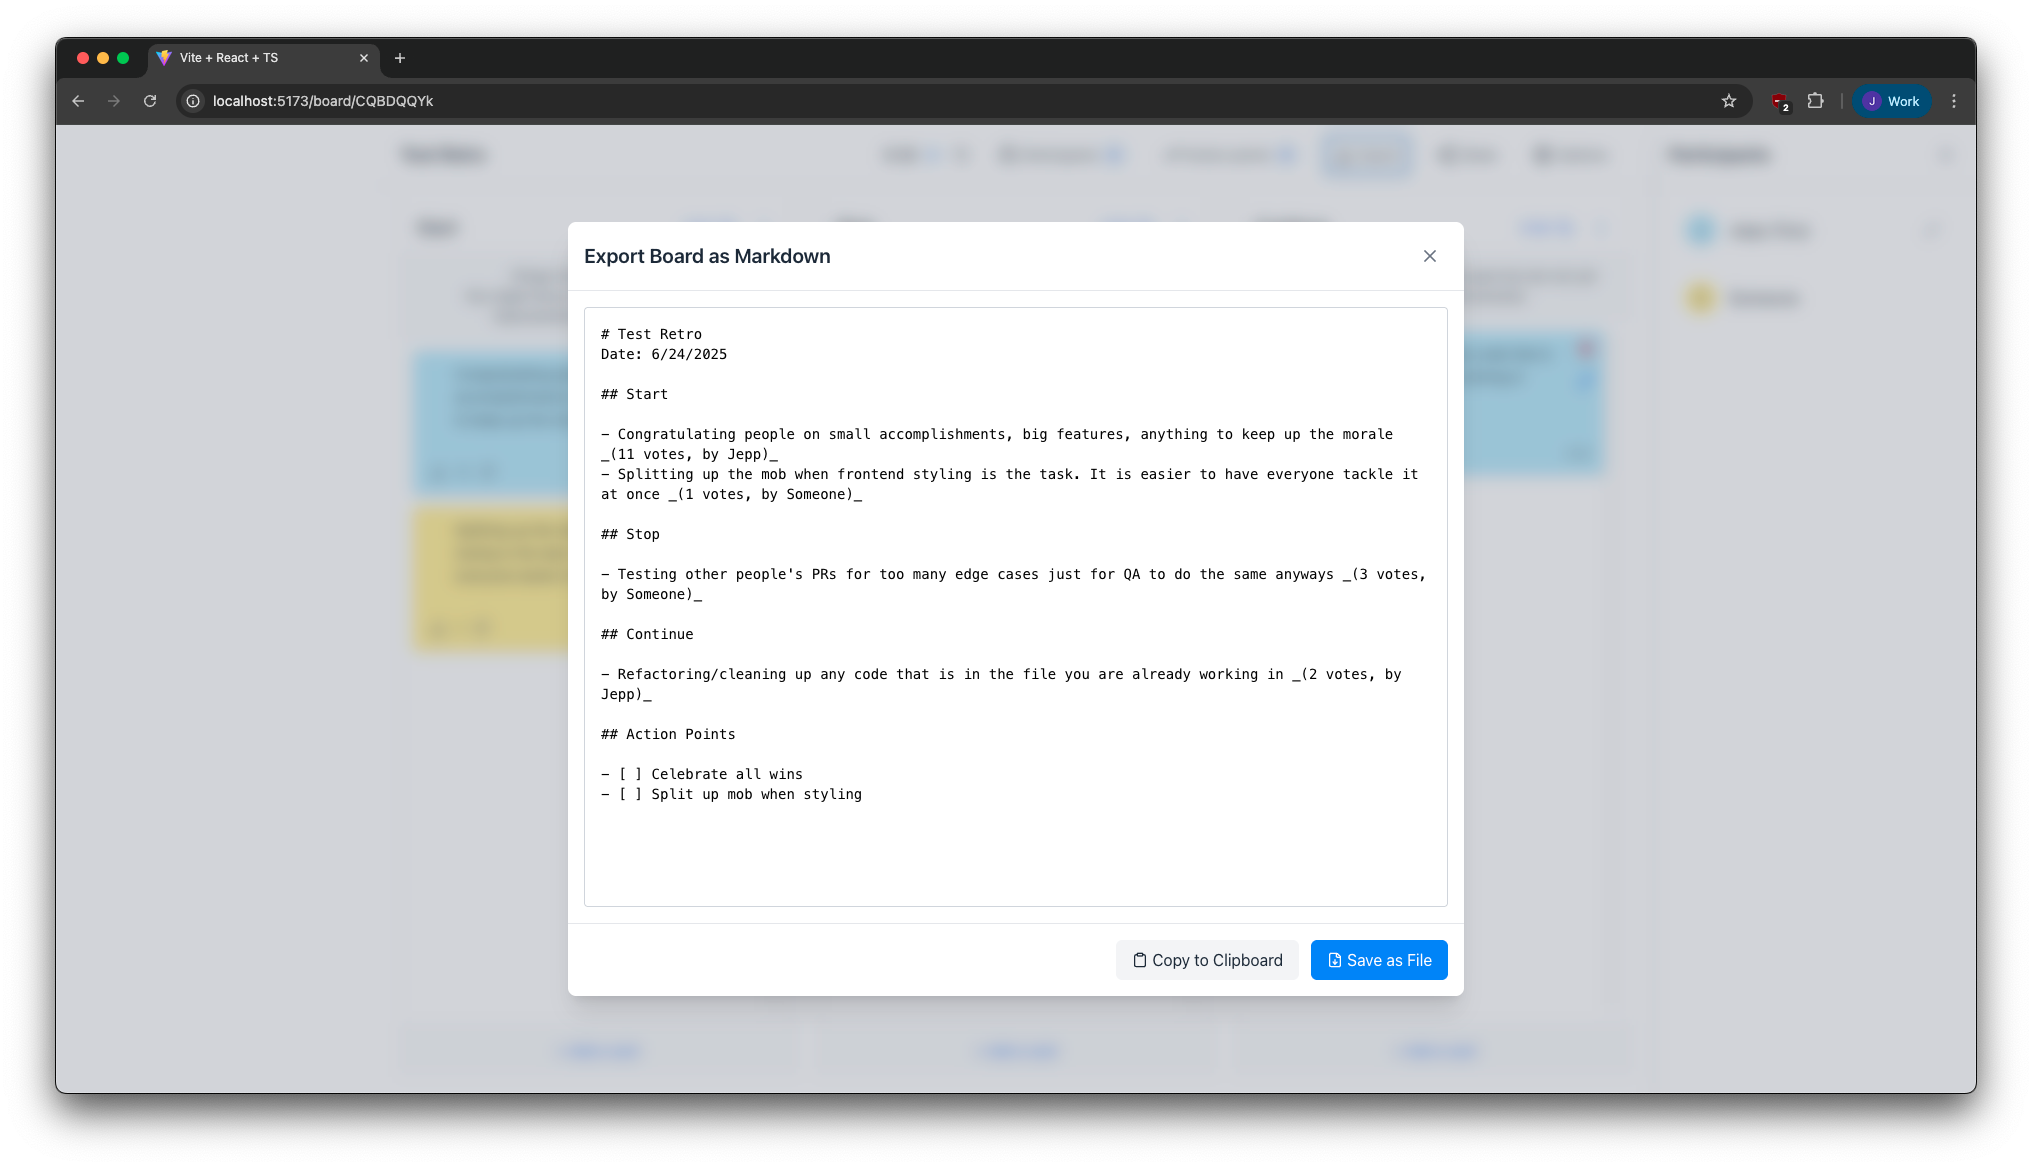 Vite + React + TS
localhost:5173/board/CQBDQQYk
2
J Work
Export Board as Markdown
# Test Retro
Date: 6/24/2025
## Start
- Congratulating people on small accomplishments, big features, anything to keep up the morale
_(11 votes, by Jepp)_
- Splitting up the mob when frontend styling is the task. It is easier to have everyone tackle it
at once _(1 votes, by Someone)_
## Stop
- Testing other people's PRs for too many edge cases just for QA to do the same anyways _(3 votes,
by Someone)_
## Continue
- Refactoring/cleaning up any code that is in the file you are already working in _(2 votes, by
Jepp)_
## Action Points
- [ ] Celebrate all wins
- [ ] Split up mob when styling
Copy to Clipboard
Save as File